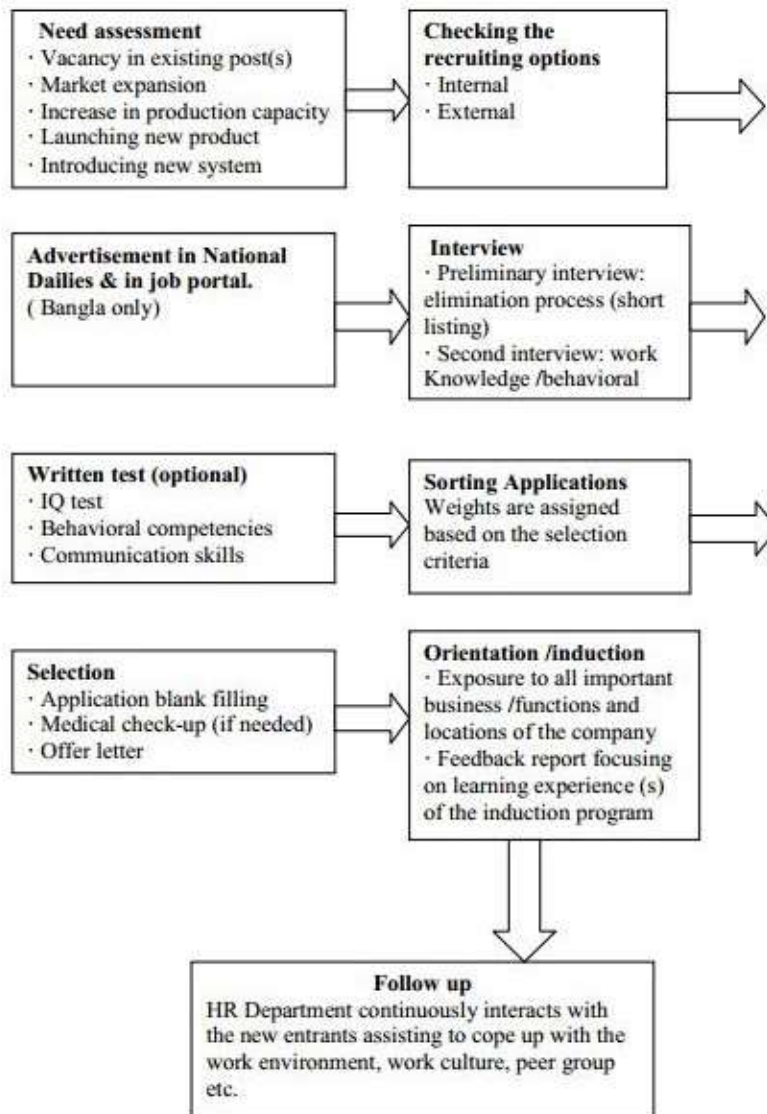 Need assessment
· Vacancy in existing post(s)
· Market expansion
· Increase in production capacity
· Launching new product
· Introducing new system
Checking the
recruiting options
· Internal
· External
Advertisement in National
Dailies & in job portal.
( Bangla only)
Interview
· Preliminary interview:
elimination process (short
listing)
· Second interview: work
Knowledge /behavioral
Written test (optional)
· IQ test
· Behavioral competencies
· Communication skills
Sorting Applications
Weights are assigned
based on the selection
criteria
Selection
· Application blank filling
· Medical check-up (if needed)
· Offer letter
Orientation /induction
· Exposure to all important
business /functions and
locations of the company
· Feedback report focusing
on learning experience (s)
of the induction program
Follow up
HR Department continuously interacts with
the new entrants assisting to cope up with the
work environment, work culture, peer group
etc.